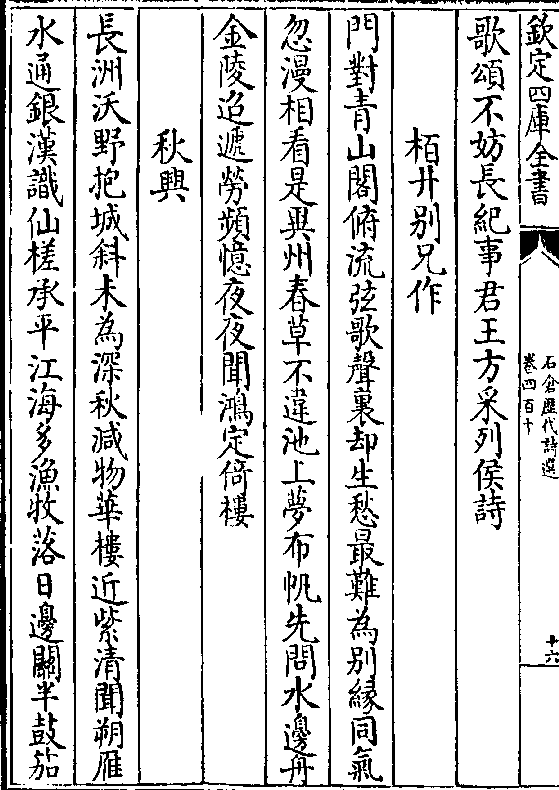 欽定四庫全書
石倉歷代詩選
卷四百十
十六
歌頌不妨長紀事君王方采列侯詩
栢井别兄作
門對青山閣俯流弦歌聲裏却生愁最難為别縁同氣
忽漫相看是異州春草不違池上夢布帆先問水邊舟
金陵迢遞勞頻憶夜夜聞鴻定倚樓
秋興
長洲沃野抱城斜未為深秋減物華樓近紫清聞朔雁
水通銀漢識仙槎承平江海多漁牧落日邊關半鼓笳